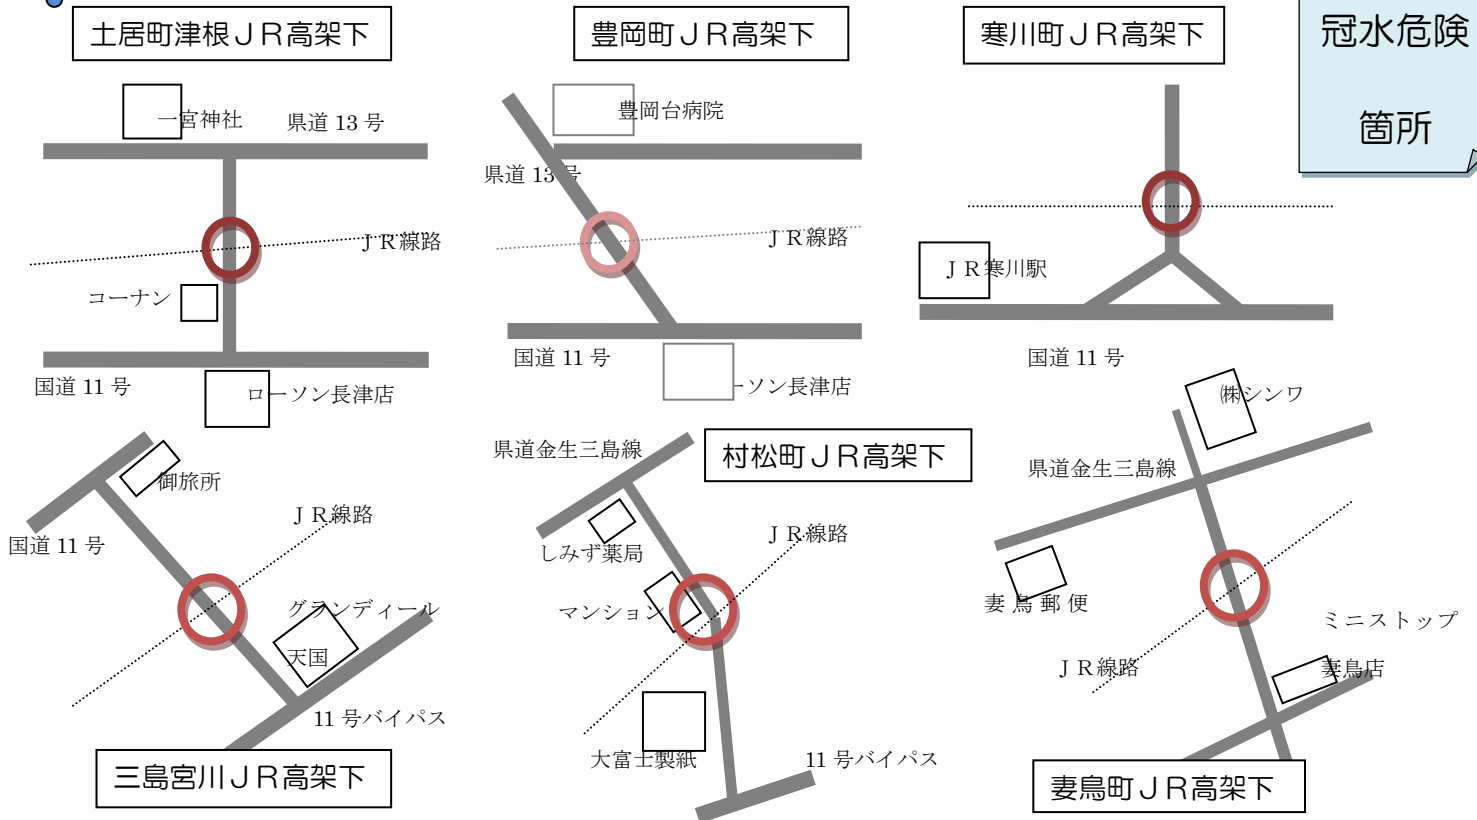 土居町津根ＪＲ高架下
豊岡町ＪＲ高架下
寒川町ＪＲ高架下
冠水危険
箇所
一宮神社
県道 13 号
ＪＲ線路
コーナン
国道 11 号
ローソン長津店
豊岡台病院
県道 13 号
ＪＲ線路
国道 11 号
ーソン長津店
ＪＲ寒川駅
国道 11 号
御旅所
国道 11 号
ＪＲ線路
グランディール
天国
11 号バイパス
三島宮川ＪＲ高架下
県道金生三島線
村松町ＪＲ高架下
しみず薬局
ＪＲ線路
マンション
大富士製紙
11 号バイパス
㈱シンワ
県道金生三島線
妻鳥郵便
ミニストップ
妻鳥店
ＪＲ線路
妻鳥町ＪＲ高架下